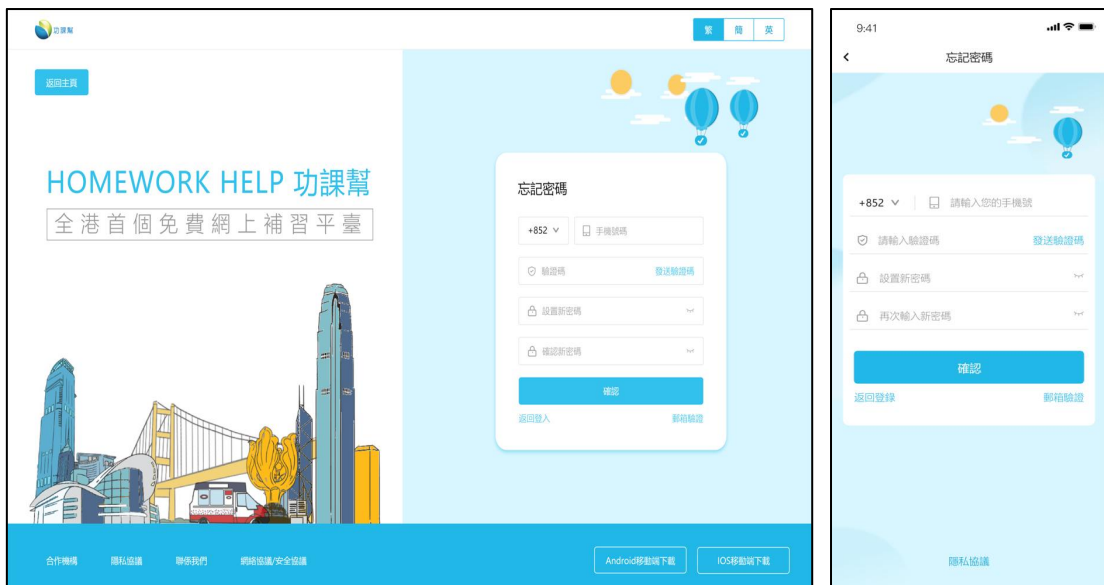 功課幫
繁 簡 英
返回主頁
HOMEWORK HELP 功課幫
全港首個免費網上補習平臺
忘記密碼
+852 手機號碼
驗證碼 發送驗證碼
設置新密碼
確認新密碼
確認
返回登入 郵箱驗證
合作機構 隱私協議 聯係我們 網絡協議/安全協議 Android移動端下載 IOS移動端下載
9:41
忘記密碼
+852 請輸入您的手機號
請輸入驗證碼 發送驗證碼
設置新密碼
再次輸入新密碼
確認
返回登錄 郵箱驗證
隱私協議